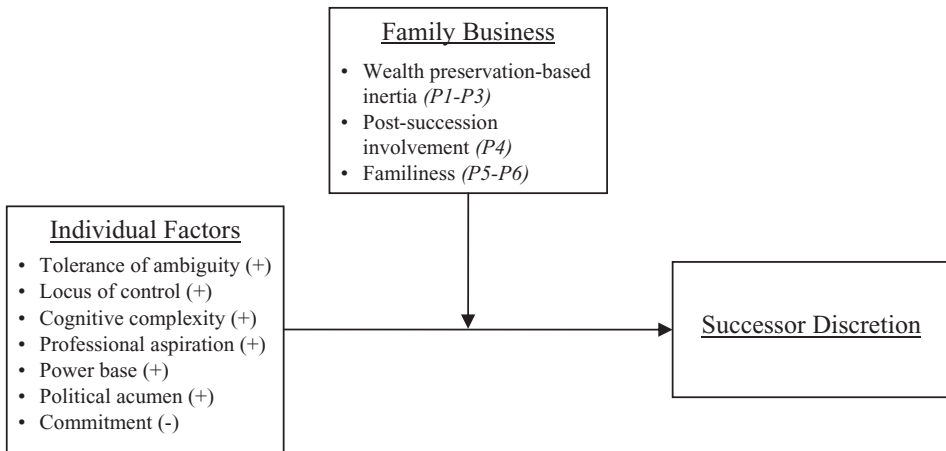 Family Business
• Wealth preservation-based
inertia (P1-P3)
• Post-succession
involvement (P4)
• Familiness (P5-P6)
Individual Factors
• Tolerance of ambiguity (+)
• Locus of control (+)
• Cognitive complexity (+)
• Professional aspiration (+)
• Power base (+)
• Political acumen (+)
• Commitment (-)
Successor Discretion